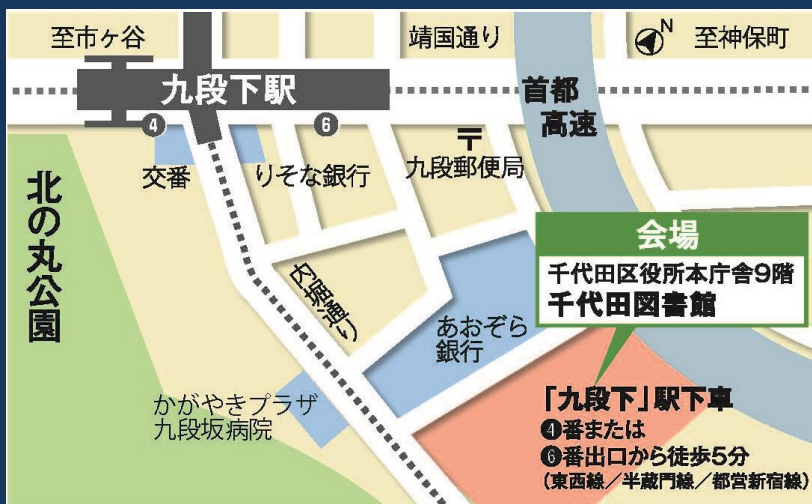 至市ヶ谷
靖国通り
N
至神保町
九段下駅
首都
高速
❹
❻
〒
交番
りそな銀行
九段郵便局
北の丸公園
会場
千代田区役所本庁舎9階
千代田図書館
内堀通り
あおぞら
銀行
かがやきプラザ
九段坂病院
「九段下」駅下車
❹番または
❻番出口から徒歩5分
(東西線／半蔵門線／都営新宿線)